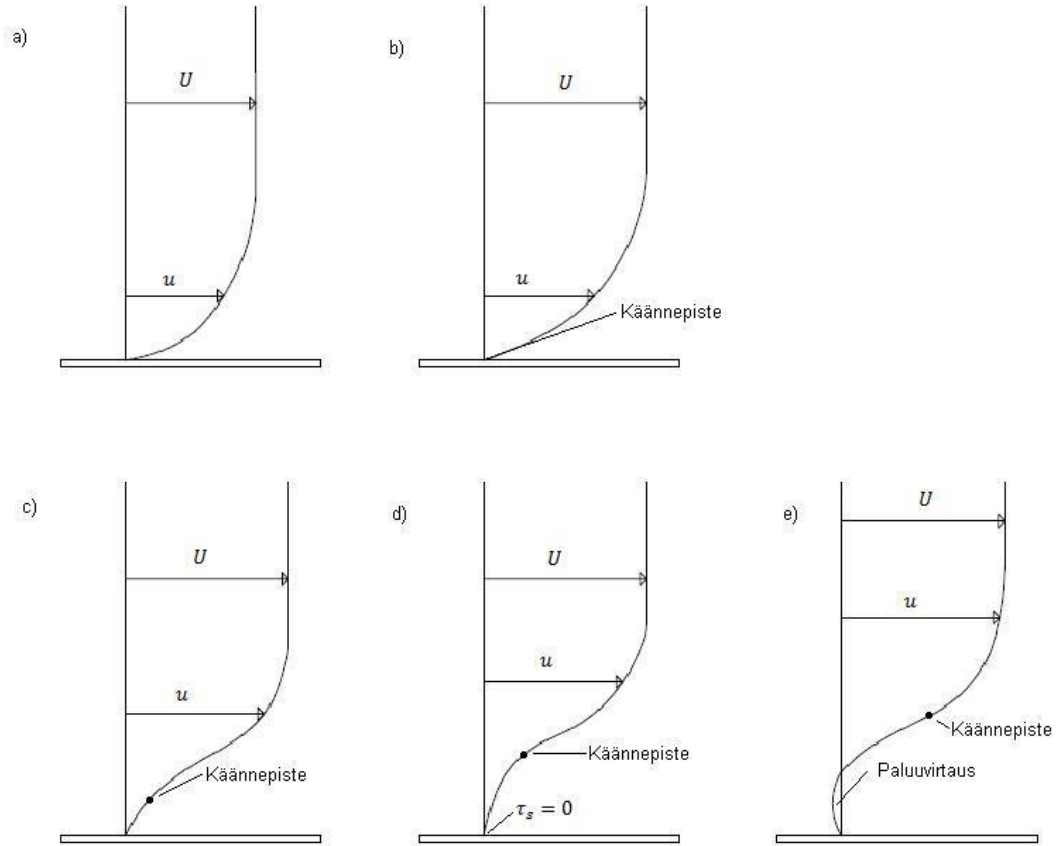 a)
U
u
b)
U
u
Käännepiste
c)
U
u
Käännepiste
d)
U
u
Käännepiste
τₛ = 0
e)
U
u
Käännepiste
Paluuvirtaus